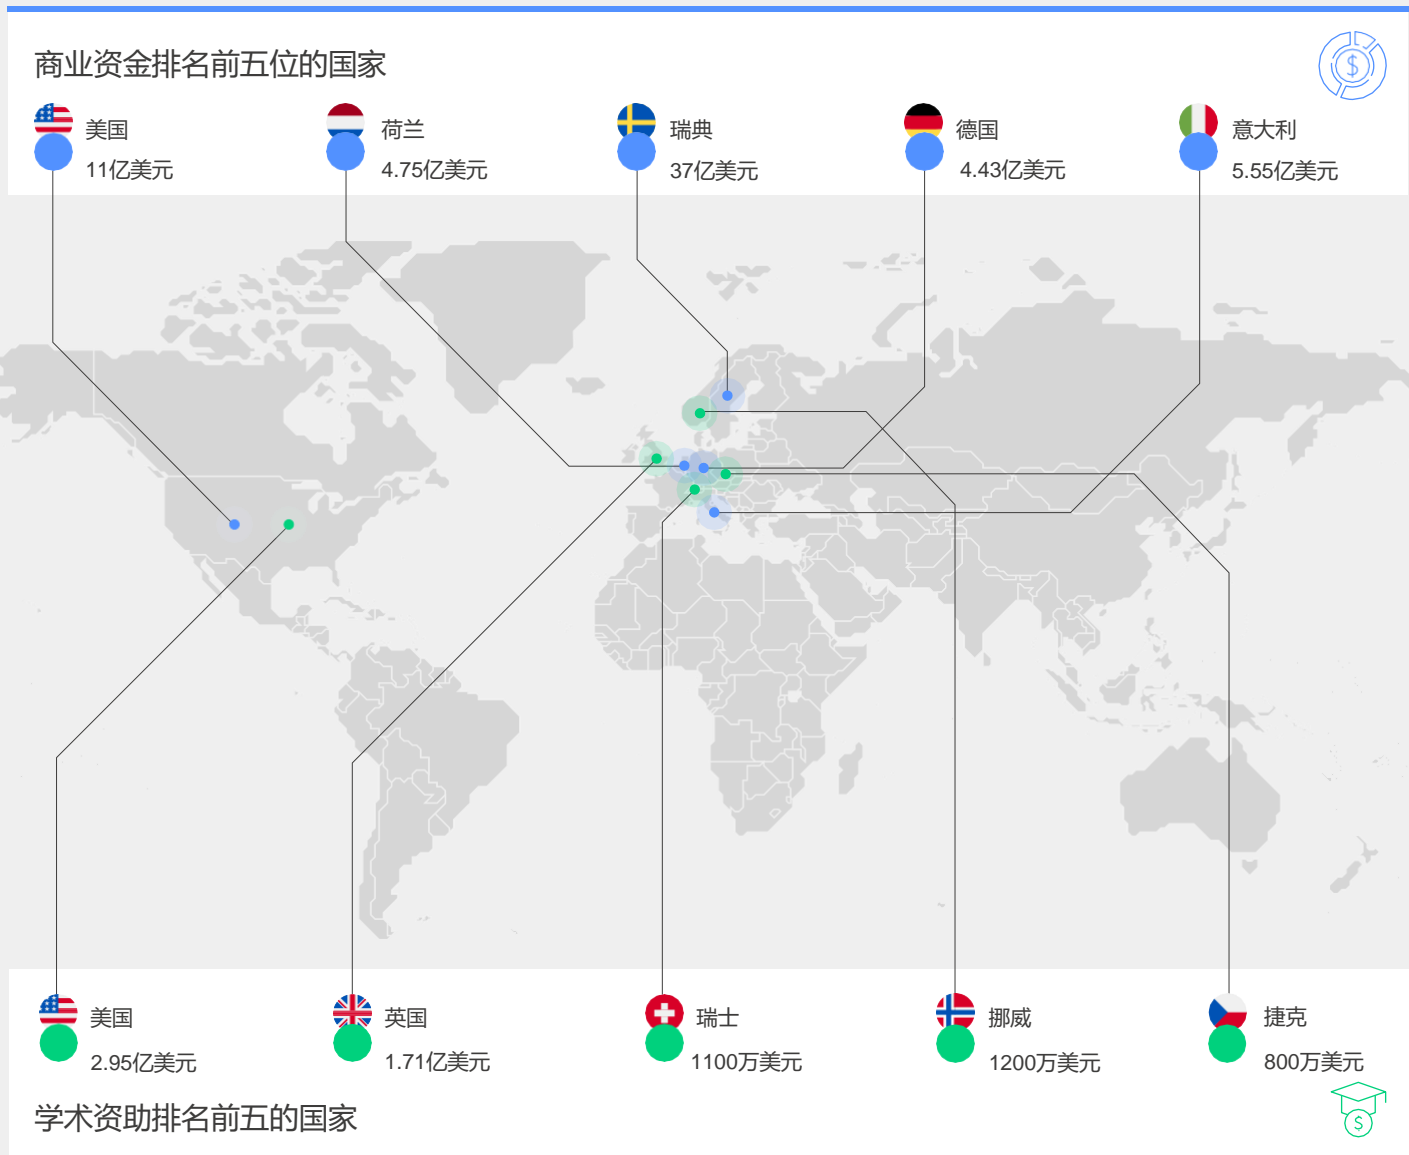 商业资金排名前五位的国家
$
美国
11亿美元
荷兰
4.75亿美元
瑞典
37亿美元
德国
4.43亿美元
意大利
5.55亿美元
美国
2.95亿美元
英国
1.71亿美元
瑞士
1100万美元
挪威
1200万美元
捷克
800万美元
学术资助排名前五的国家
$